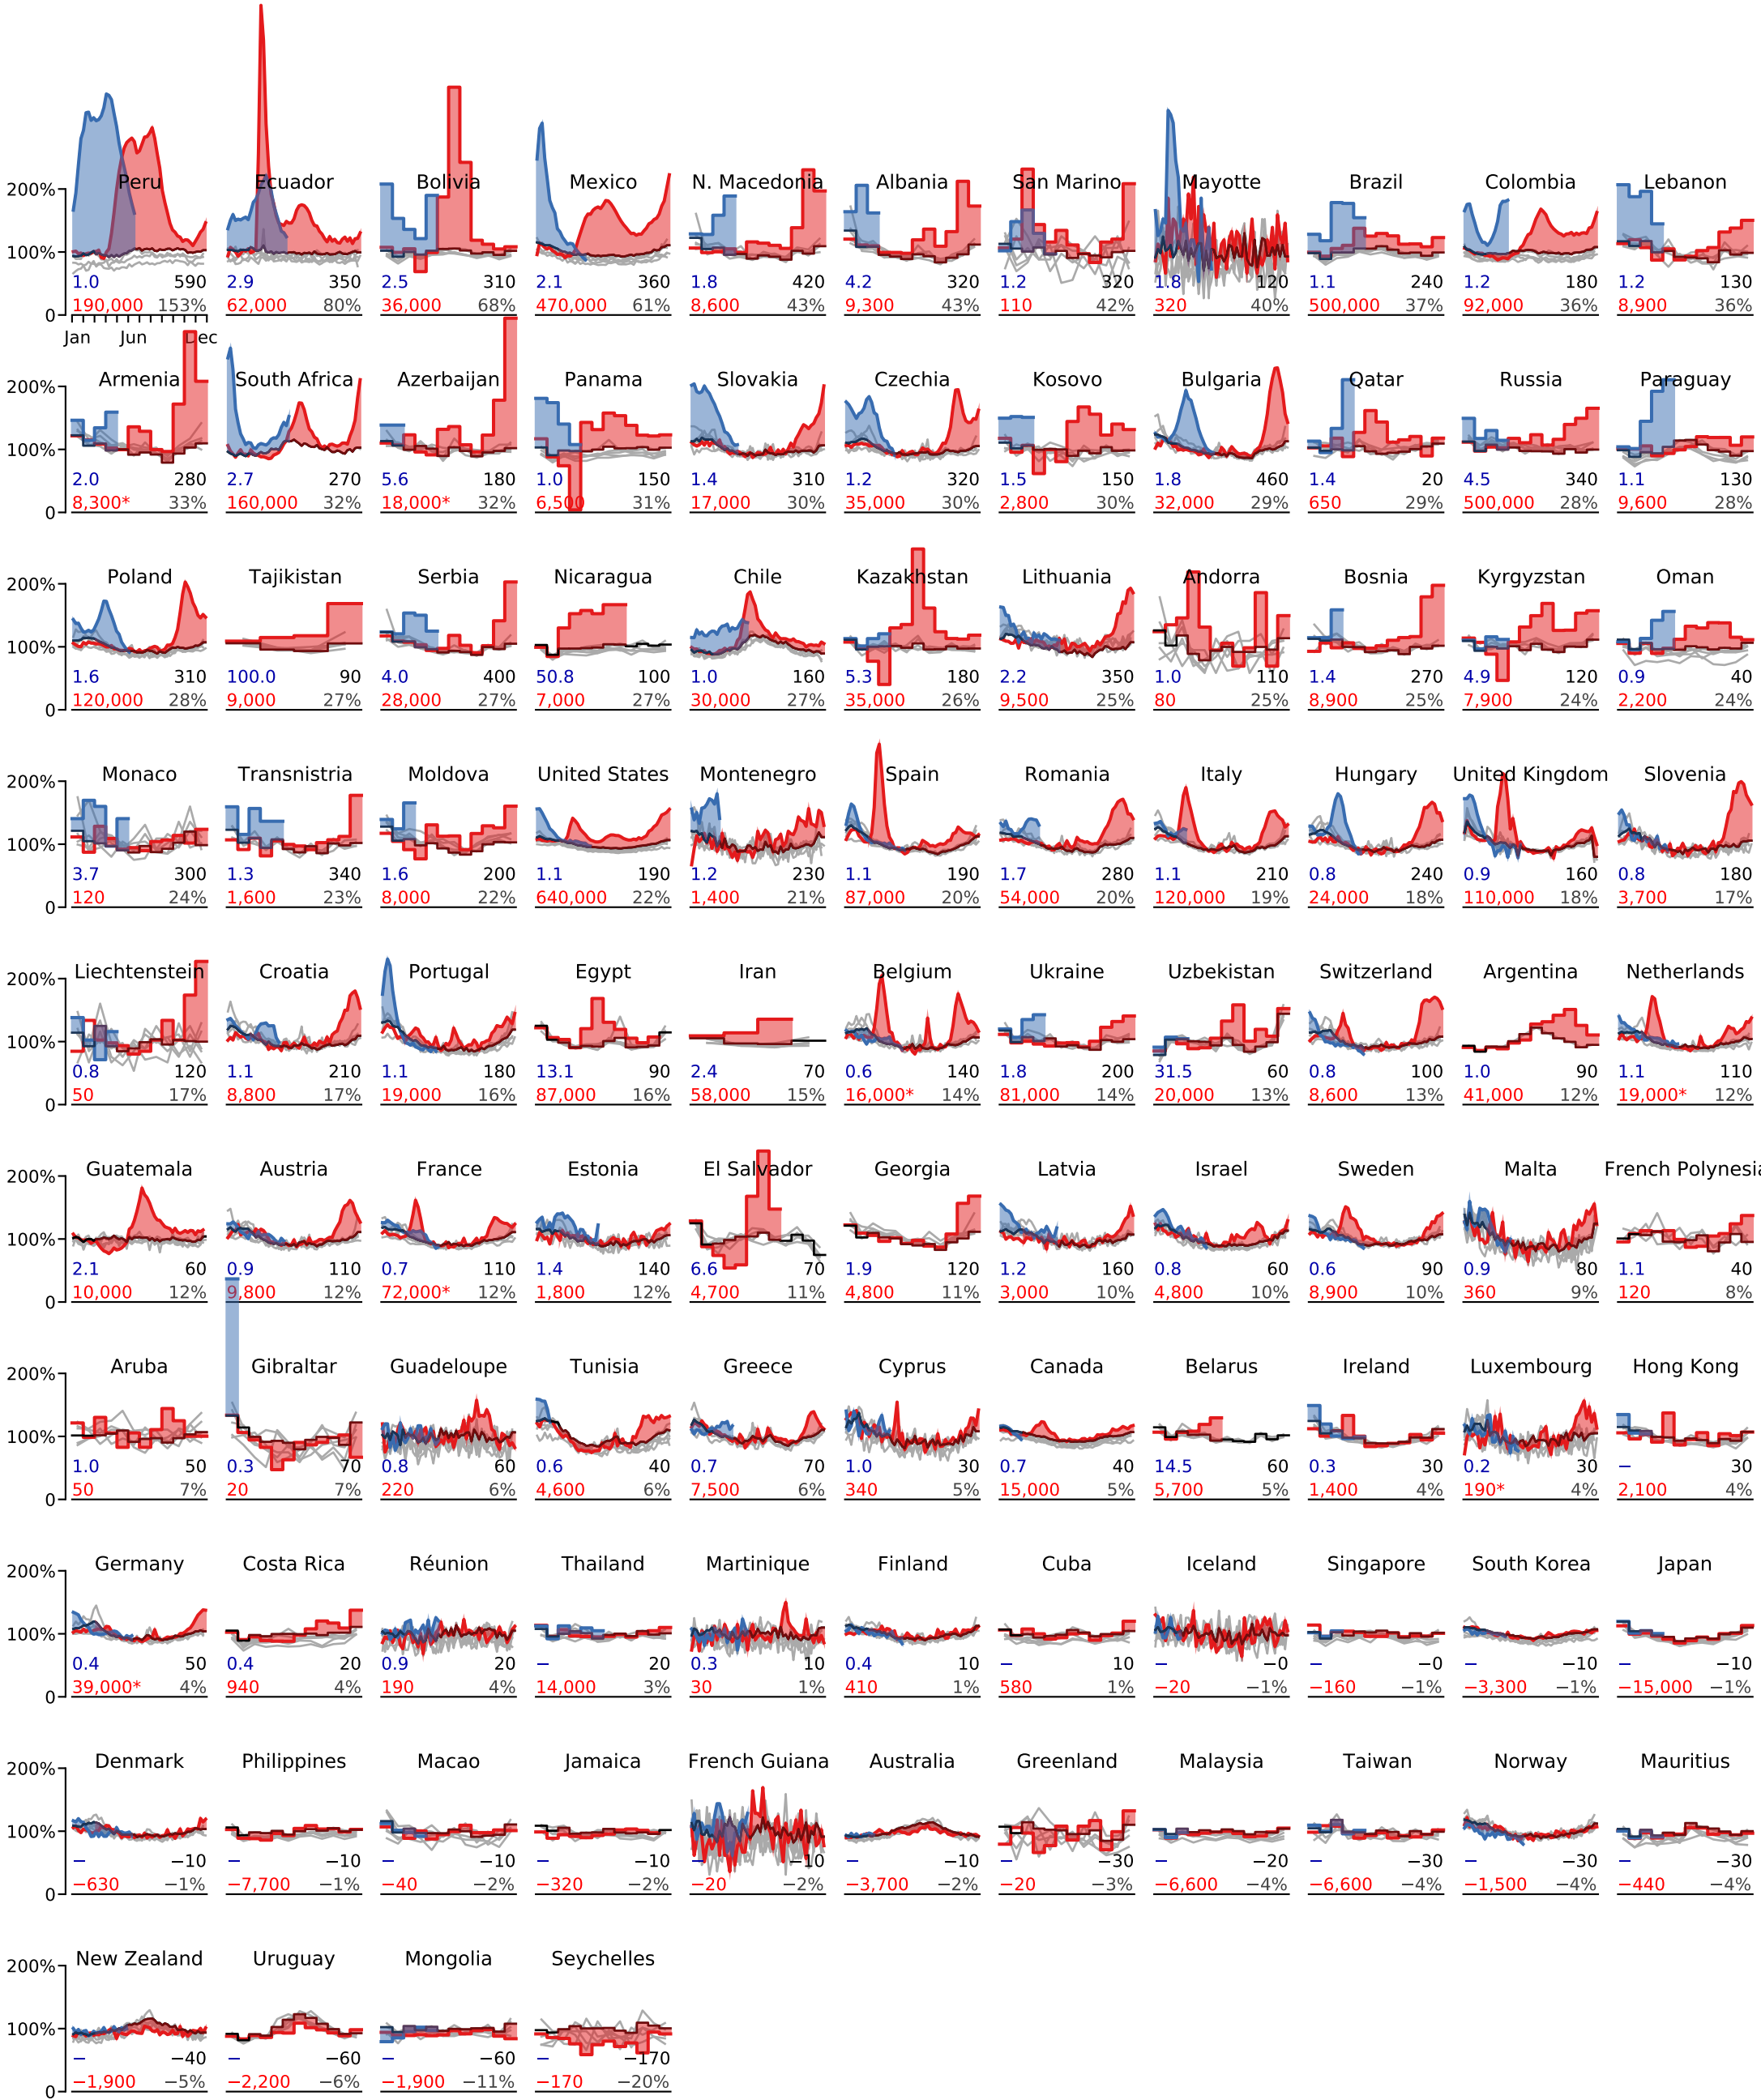 Peru Ecuador Bolivia Mexico N. Macedonia Albania San Marino Mayotte Brazil Colombia Lebanon
200%
100%
1.0 590 2.9 350 2.5 310 2.1 360 1.8 420 4.2 320 1.2 320 1.8 120 1.1 240 1.2 180 1.2 130
0 190,000 153% 62,000 80% 36,000 68% 470,000 61% 8,600 43% 9,300 43% 110 42% 320 40% 500,000 37% 92,000 36% 8,900 36%
Jan Jun Dec
Armenia South Africa Azerbaijan Panama Slovakia Czechia Kosovo Bulgaria Qatar Russia Paraguay
200%
100%
2.0 280 2.7 270 5.6 180 1.0 150 1.4 310 1.2 320 1.5 150 1.8 460 1.4 20 4.5 340 1.1 130
0 8,300* 33% 160,000 32% 18,000* 32% 6,500 31% 17,000 30% 35,000 30% 2,800 30% 32,000 29% 650 29% 500,000 28% 9,600 28%
Poland Tajikistan Serbia Nicaragua Chile Kazakhstan Lithuania Andorra Bosnia Kyrgyzstan Oman
200%
100%
1.6 310 100.0 90 4.0 400 50.8 100 1.0 160 5.3 180 2.2 350 1.0 110 1.4 270 4.9 120 0.9 40
0 120,000 28% 9,000 27% 28,000 27% 7,000 27% 30,000 27% 35,000 26% 9,500 25% 80 25% 8,900 25% 7,900 24% 2,200 24%
Monaco Transnistria Moldova United States Montenegro Spain Romania Italy Hungary United Kingdom Slovenia
200%
100%
3.7 300 1.3 340 1.6 200 1.1 190 1.2 230 1.1 190 1.7 280 1.1 210 0.8 240 0.9 160 0.8 180
0 120 24% 1,600 23% 8,000 22% 640,000 22% 1,400 21% 87,000 20% 54,000 20% 120,000 19% 24,000 18% 110,000 18% 3,700 17%
Liechtenstein Croatia Portugal Egypt Iran Belgium Ukraine Uzbekistan Switzerland Argentina Netherlands
200%
100%
0.8 120 1.1 210 1.1 180 13.1 90 2.4 70 0.6 140 1.8 200 31.5 60 0.8 100 1.0 90 1.1 110
0 50 17% 8,800 17% 19,000 16% 87,000 16% 58,000 15% 16,000* 14% 81,000 14% 20,000 13% 8,600 13% 41,000 12% 19,000* 12%
Guatemala Austria France Estonia El Salvador Georgia Latvia Israel Sweden Malta French Polynesia
200%
100%
2.1 60 0.9 110 0.7 110 1.4 140 6.6 70 1.9 120 1.2 160 0.8 60 0.6 90 0.9 80 1.1 40
0 10,000 12% 9,800 12% 72,000* 12% 1,800 12% 4,700 11% 4,800 11% 3,000 10% 4,800 10% 8,900 10% 360 9% 120 8%
Aruba Gibraltar Guadeloupe Tunisia Greece Cyprus Canada Belarus Ireland Luxembourg Hong Kong
200%
100%
1.0 50 0.3 70 0.8 60 0.6 40 0.7 70 1.0 30 0.7 40 14.5 60 0.3 30 0.2 30 – 30
0 50 7% 20 7% 220 6% 4,600 6% 7,500 6% 340 5% 15,000 5% 5,700 5% 1,400 4% 190* 4% 2,100 4%
Germany Costa Rica Réunion Thailand Martinique Finland Cuba Iceland Singapore South Korea Japan
200%
100%
0.4 50 0.4 20 0.9 20 – 20 0.3 10 0.4 10 – 10 – −0 – −0 – −10 – −10
0 39,000* 4% 940 4% 190 4% 14,000 3% 30 1% 410 1% 580 1% −20 −1% −160 −1% −3,300 −1% −15,000 −1%
Denmark Philippines Macao Jamaica French Guiana Australia Greenland Malaysia Taiwan Norway Mauritius
200%
100%
– −10 – −10 – −10 – −10 – −10 – −10 – −30 – −20 – −30 – −30 – −30
0 −630 −1% −7,700 −1% −40 −2% −320 −2% −20 −2% −3,700 −2% −20 −3% −6,600 −4% −6,600 −4% −1,500 −4% −440 −4%
New Zealand Uruguay Mongolia Seychelles
200%
100%
– −40 – −60 – −60 – −170
0 −1,900 −5% −2,200 −6% −1,900 −11% −170 −20%